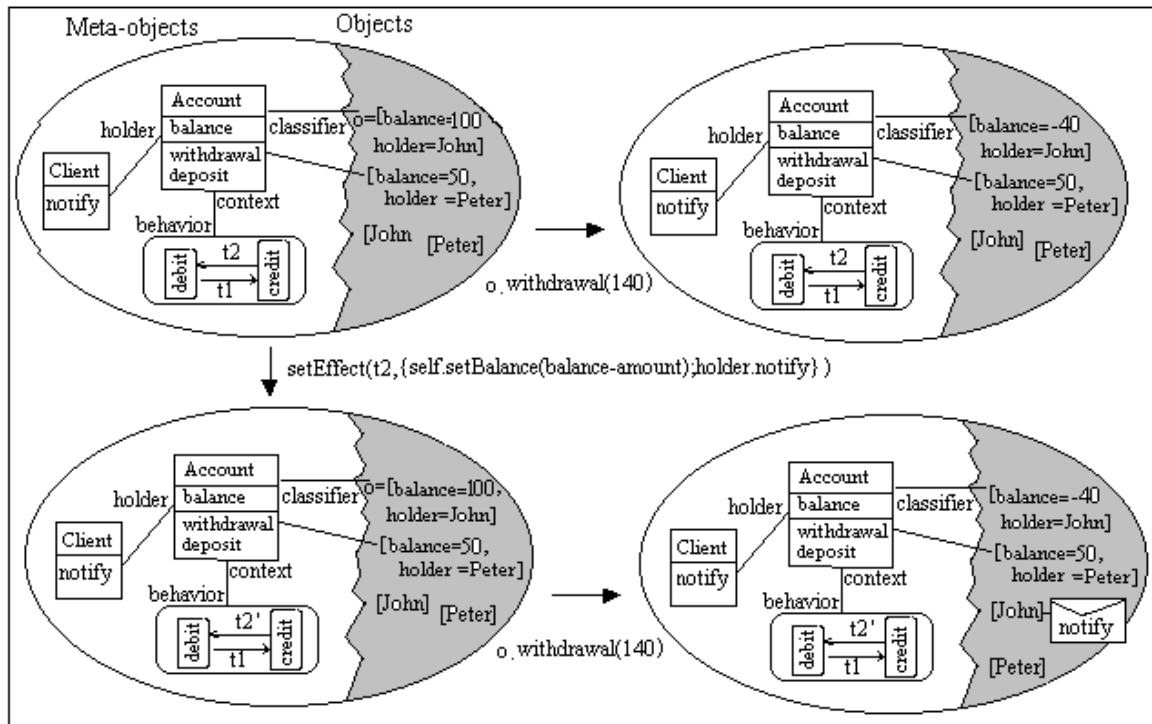 Meta-objects
Objects
Account
balance
withdrawal
deposit
holder
Client
notify
classifier
o=[balance=100
holder=John]
[balance=50,
holder =Peter]
context
behavior
[John
[Peter]
debit
t2
t1
credit
o.withdrawal(140)
Account
balance
withdrawal
deposit
holder
Client
notify
classifier
[balance=-40
holder=John]
[balance=50,
holder =Peter]
context
behavior
[John]
[Peter]
debit
t2
t1
credit
setEffect(t2,{self.setBalance(balance-amount);holder.notify} )
Account
balance
withdrawal
deposit
holder
Client
notify
classifier
o=[balance=100,
holder=John]
[balance=50,
holder =Peter]
context
behavior
[John]
[Peter]
debit
t2'
t1
credit
o.withdrawal(140)
Account
balance
withdrawal
deposit
holder
Client
notify
classifier
[balance=-40
holder=John]
[balance=50,
holder =Peter]
context
behavior
[John]
notify
debit
t2'
t1
credit
[Peter]